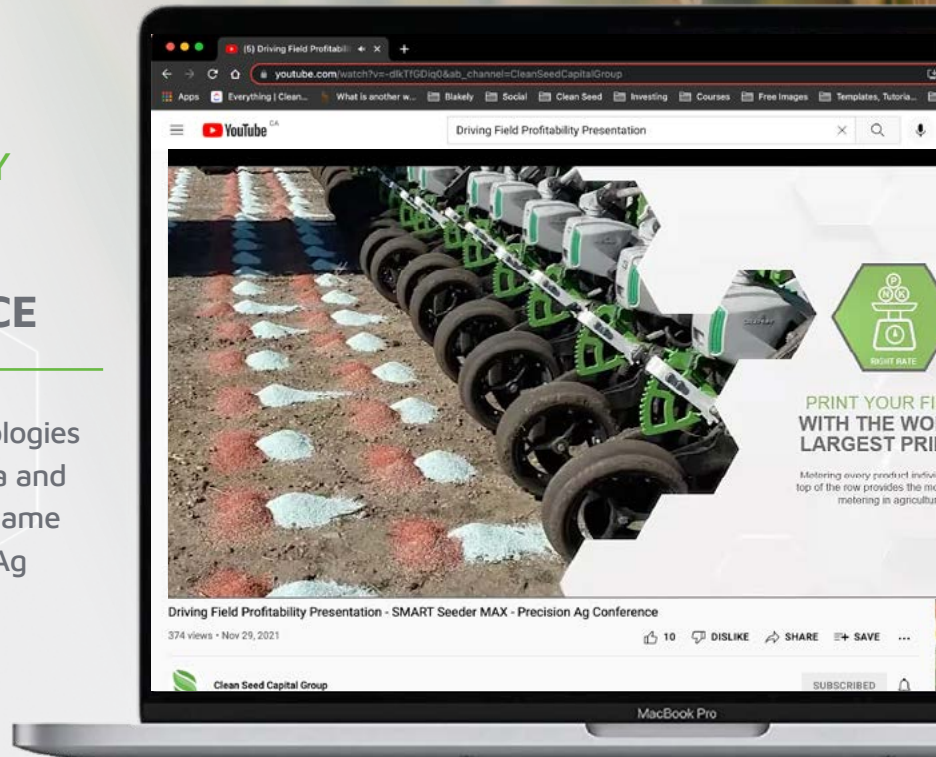 Y
CE
ologies
a and
ame
Ag
(5) Driving Field Profitabili
youtube.com/watch?v=-dlkTfGDiq0&ab_channel=CleanSeedCapitalGroup
Apps Everything | Clean... What is another w... Blakely Social Clean Seed Investing Courses Free Images Templates, Tutoria...
YouTube CA
Driving Field Profitability Presentation
P
N K
RIGHT RATE
PRINT YOUR FI
WITH THE WO
LARGEST PRI
Metering every product indivi
top of the row provides the mo
metering in agricultur
Driving Field Profitability Presentation - SMART Seeder MAX - Precision Ag Conference
374 views • Nov 29, 2021
10 DISLIKE SHARE SAVE ...
Clean Seed Capital Group
SUBSCRIBED
MacBook Pro